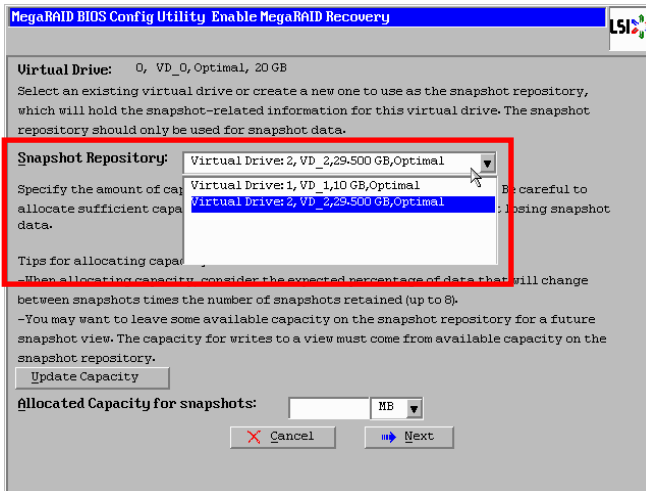 MegaRAID BIOS Config Utility Enable MegaRAID Recovery
LSI
Virtual Drive: 0, VD_0, Optimal, 20 GB
Select an existing virtual drive or create a new one to use as the snapshot repository,
which will hold the snapshot-related information for this virtual drive. The snapshot
repository should only be used for snapshot data.
Snapshot Repository: Virtual Drive: 2, VD_2,29.500 GB,Optimal
Virtual Drive: 1, VD_1,10 GB,Optimal
Virtual Drive: 2, VD_2,29.500 GB,Optimal
Specify the amount of cap Be careful to
allocate sufficient capa losing snapshot
data.
Tips for allocating capac
-When allocating capacity, consider the expected percentage of data that will change
between snapshots times the number of snapshots retained (up to 8).
-You may want to leave some available capacity on the snapshot repository for a future
snapshot view. The capacity for writes to a view must come from available capacity on the
snapshot repository.
Update Capacity
Allocated Capacity for snapshots: MB
Cancel Next